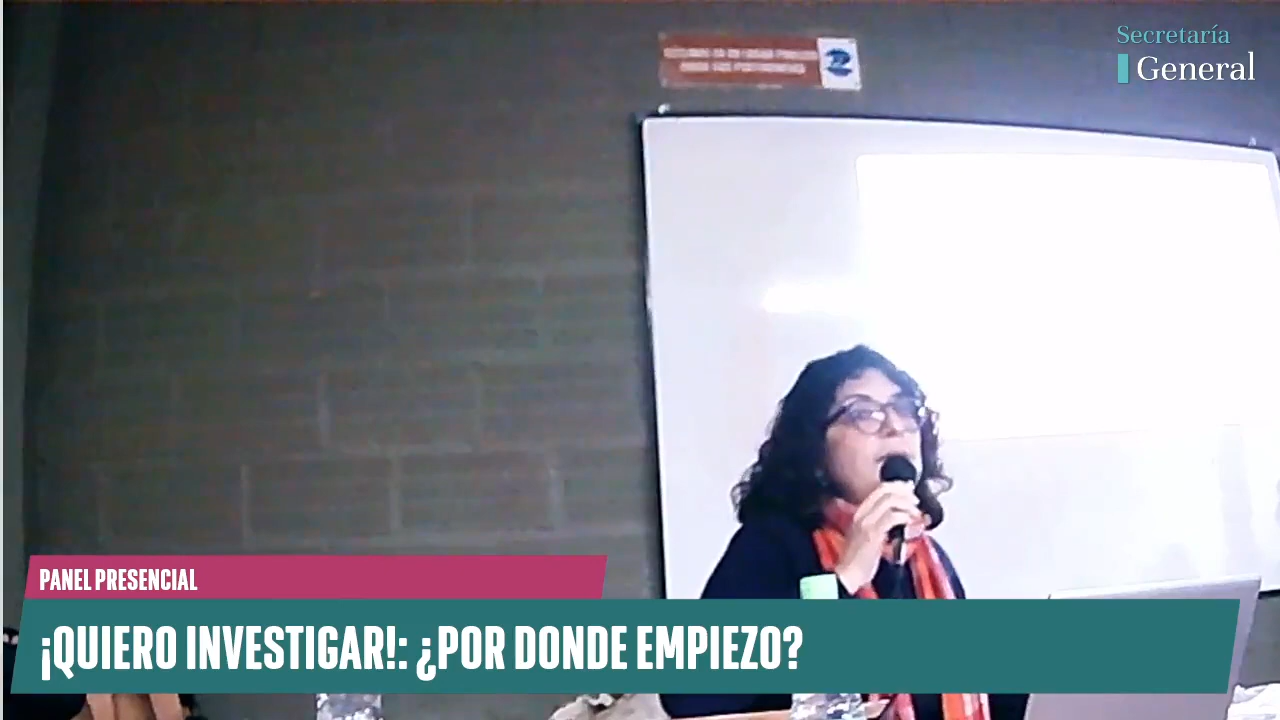 Secretaría
General
PANEL PRESENCIAL
¡QUIERO INVESTIGAR!: ¿POR DONDE EMPIEZO?